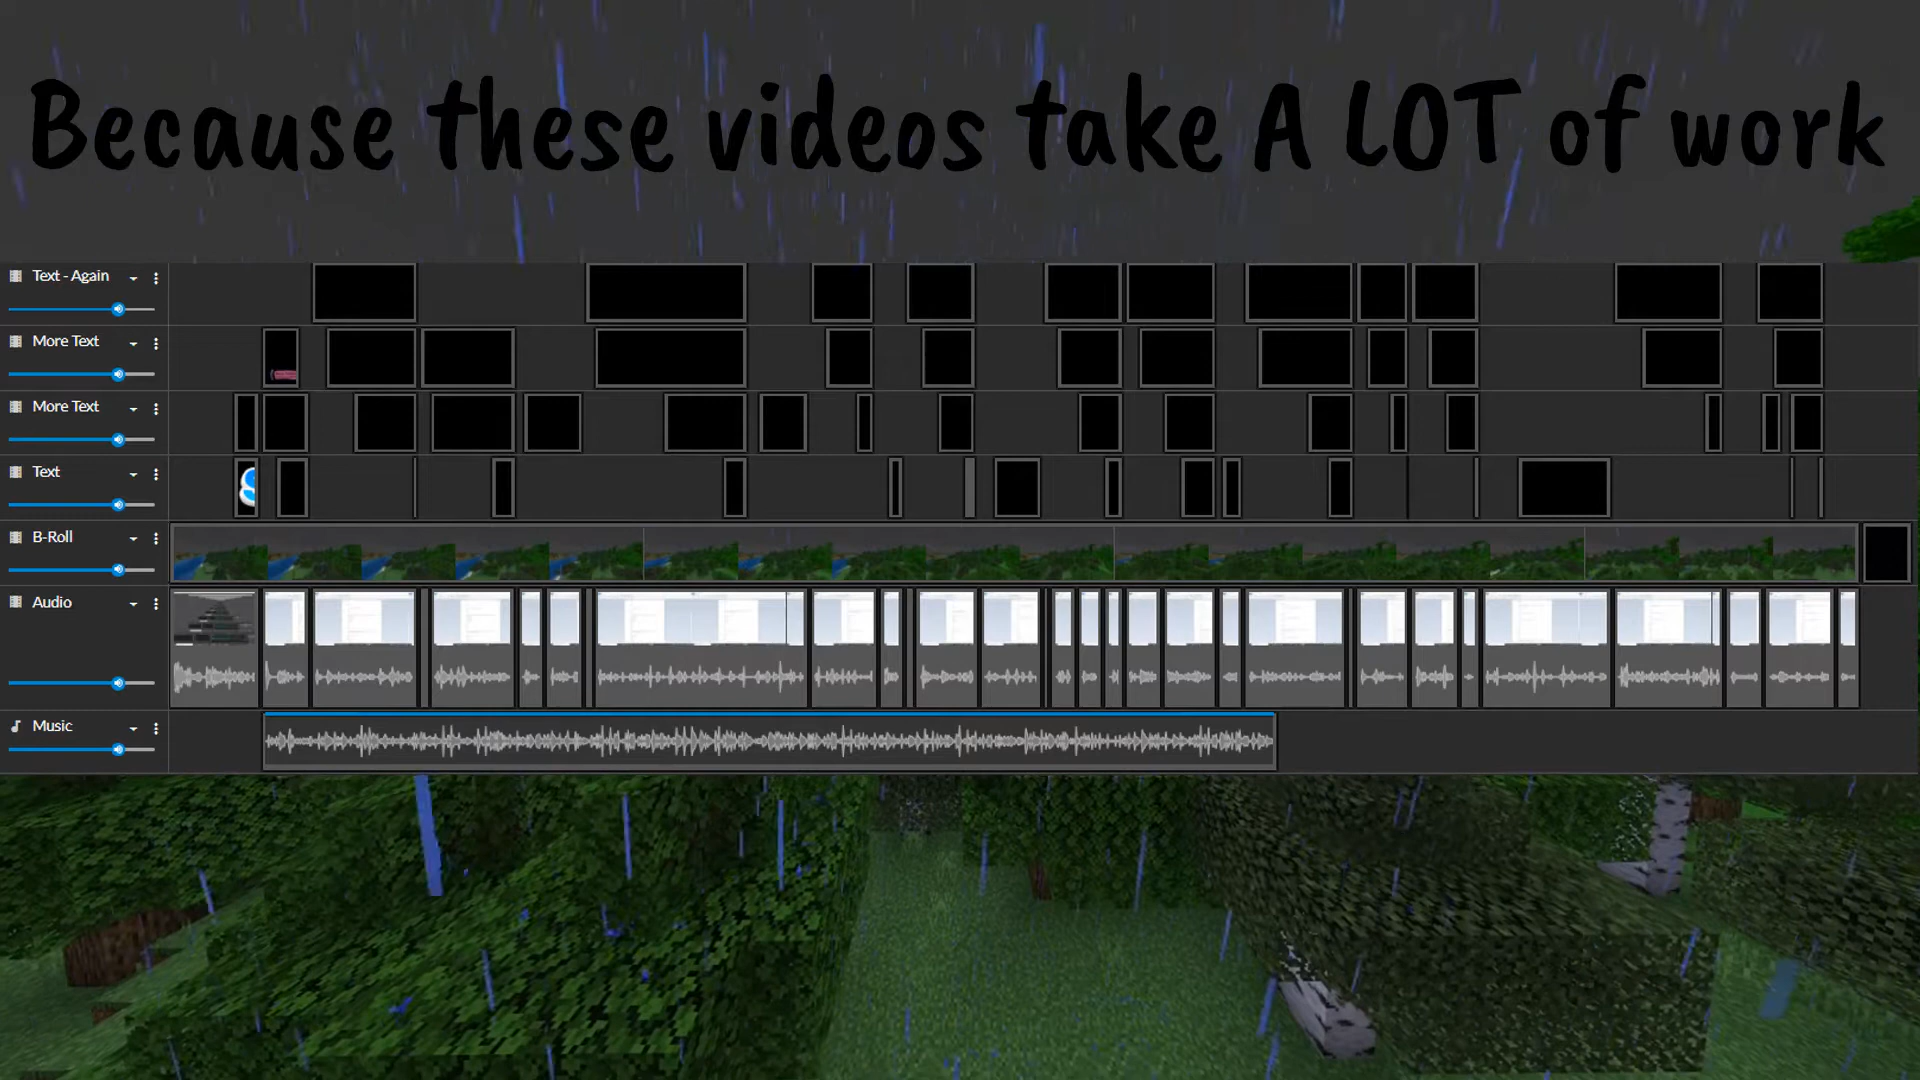 Because these videos take A LOT of work
Text - Again
More Text
More Text
Text
B-Roll
Audio
Music